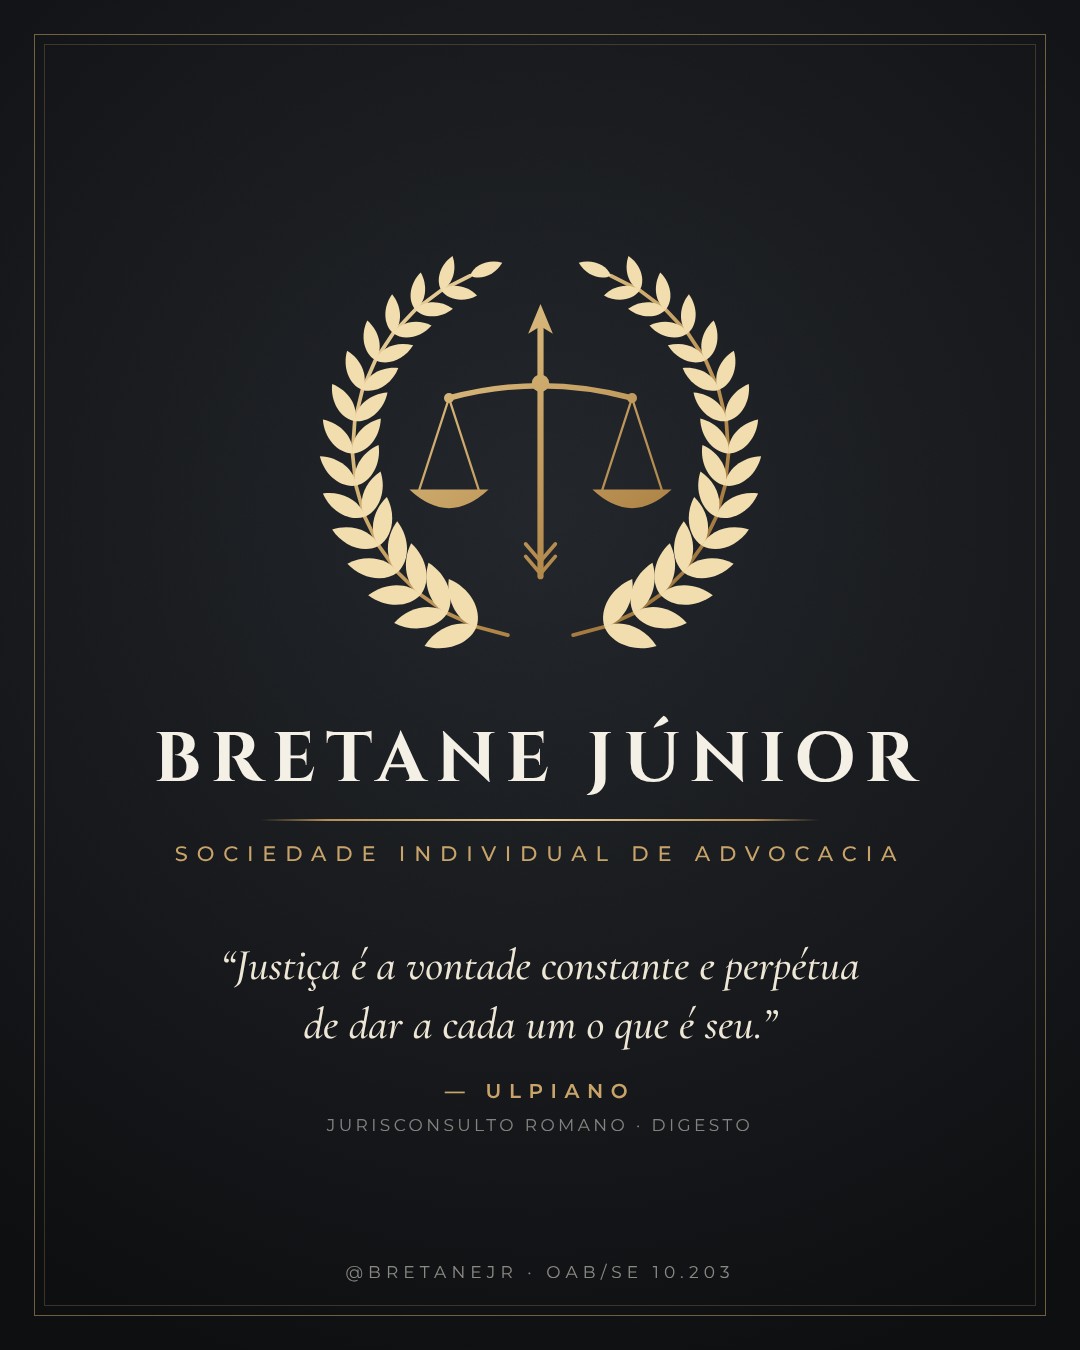 BRETANE JÚNIOR
SOCIEDADE INDIVIDUAL DE ADVOCACIA
“Justiça é a vontade constante e perpétua
de dar a cada um o que é seu.”
— ULPIANO
JURISCONSULTO ROMANO · DIGESTO
@BRETANEJR · OAB/SE 10.203